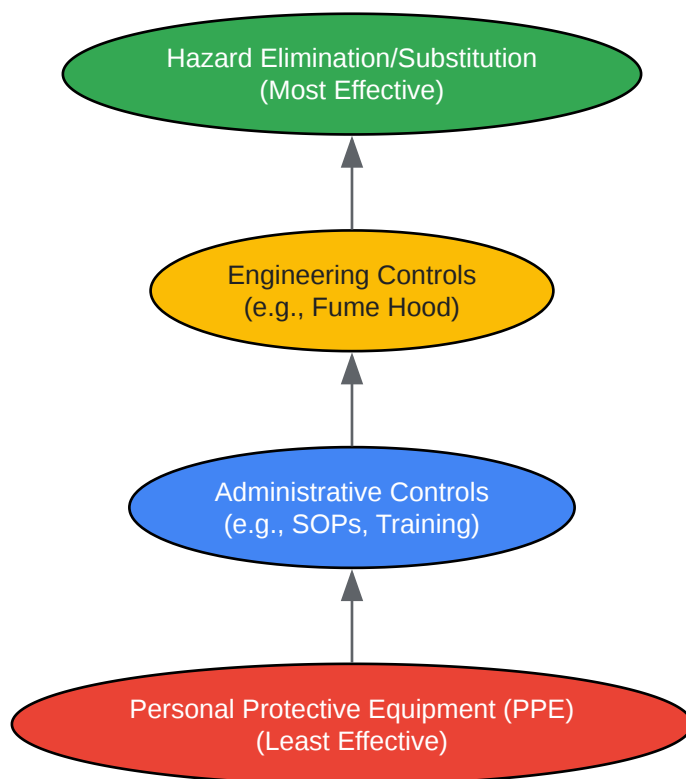 Hazard Elimination/Substitution
(Most Effective)
Engineering Controls
(e.g., Fume Hood)
Administrative Controls
(e.g., SOPs, Training)
Personal Protective Equipment (PPE)
(Least Effective)